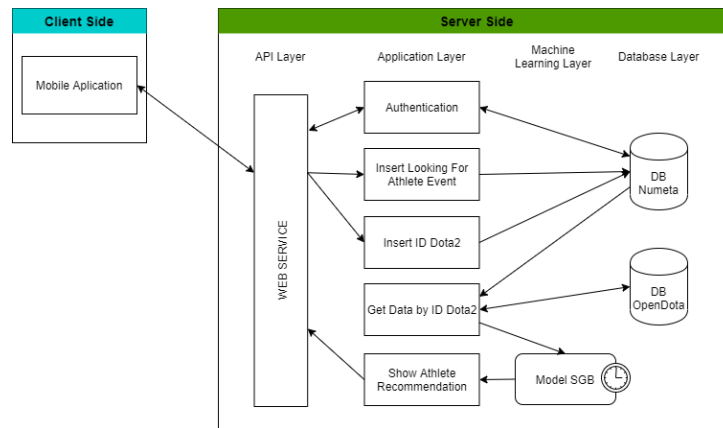 Client Side
Server Side
API Layer
Application Layer
Machine
Learning Layer
Database Layer
Mobile Aplication
Authentication
Insert Looking For
Athlete Event
DB
Numeta
WEB SERVICE
Insert ID Dota2
Get Data by ID Dota2
DB
OpenDota
Show Athlete
Recommendation
Model SGB